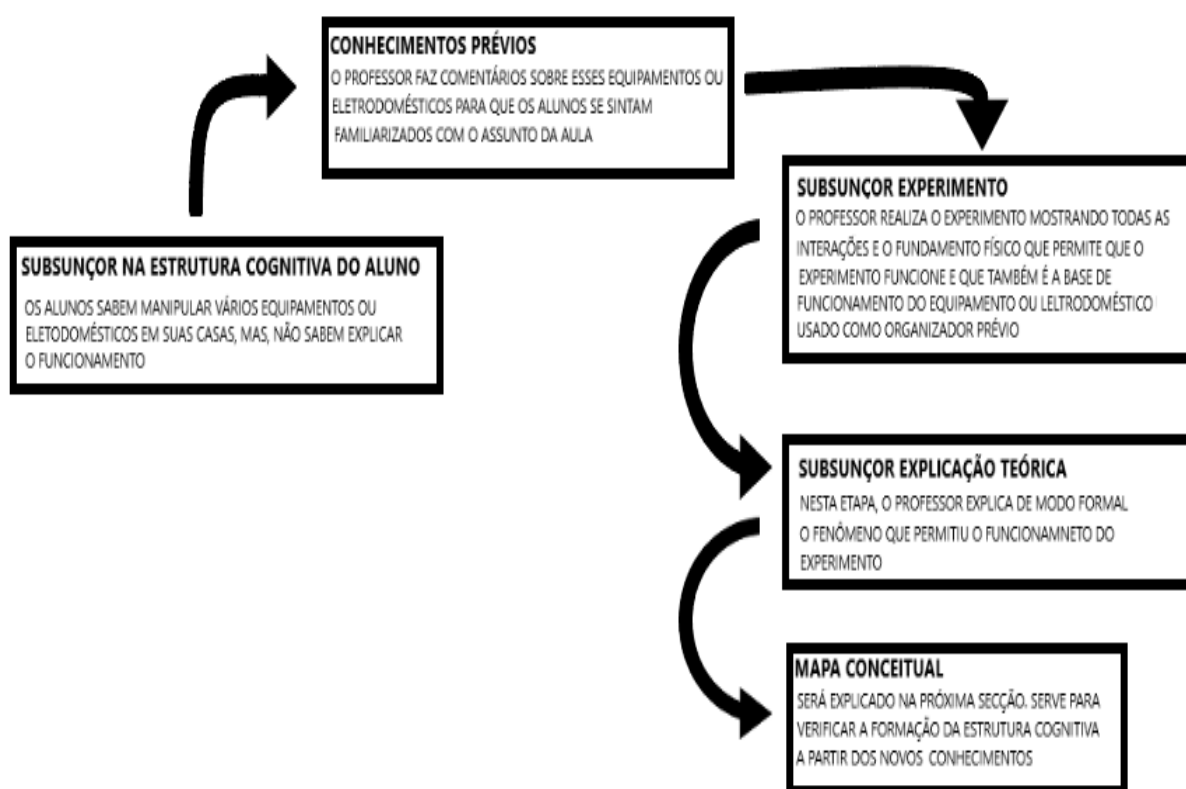 CONHECIMENTOS PRÉVIOS
O PROFESSOR FAZ COMENTÁRIOS SOBRE ESSES EQUIPAMENTOS OU
ELETRODOMÉSTICOS PARA QUE OS ALUNOS SE SINTAM
FAMILIARIZADOS COM O ASSUNTO DA AULA
SUBSUNÇOR NA ESTRUTURA COGNITIVA DO ALUNO
OS ALUNOS SABEM MANIPULAR VÁRIOS EQUIPAMENTOS OU
ELETODOMÉSTICOS EM SUAS CASAS, MAS, NÃO SABEM EXPLICAR
O FUNCIONAMENTO
SUBSUNÇOR EXPERIMENTO
O PROFESSOR REALIZA O EXPERIMENTO MOSTRANDO TODAS AS
INTERAÇÕES E O FUNDAMENTO FÍSICO QUE PERMITE QUE O
EXPERIMENTO FUNCIONE E QUE TAMBÉM É A BASE DE
FUNCIONAMENTO DO EQUIPAMENTO OU LELTRODOMÉSTICO
USADO COMO ORGANIZADOR PRÉVIO
SUBSUNÇOR EXPLICAÇÃO TEÓRICA
NESTA ETAPA, O PROFESSOR EXPLICA DE MODO FORMAL
O FENÔMENO QUE PERMITIU O FUNCIONAMNETO DO
EXPERIMENTO
MAPA CONCEITUAL
SERÁ EXPLICADO NA PRÓXIMA SECÇÃO. SERVE PARA
VERIFICAR A FORMAÇÃO DA ESTRUTURA COGNITIVA
A PARTIR DOS NOVOS CONHECIMENTOS